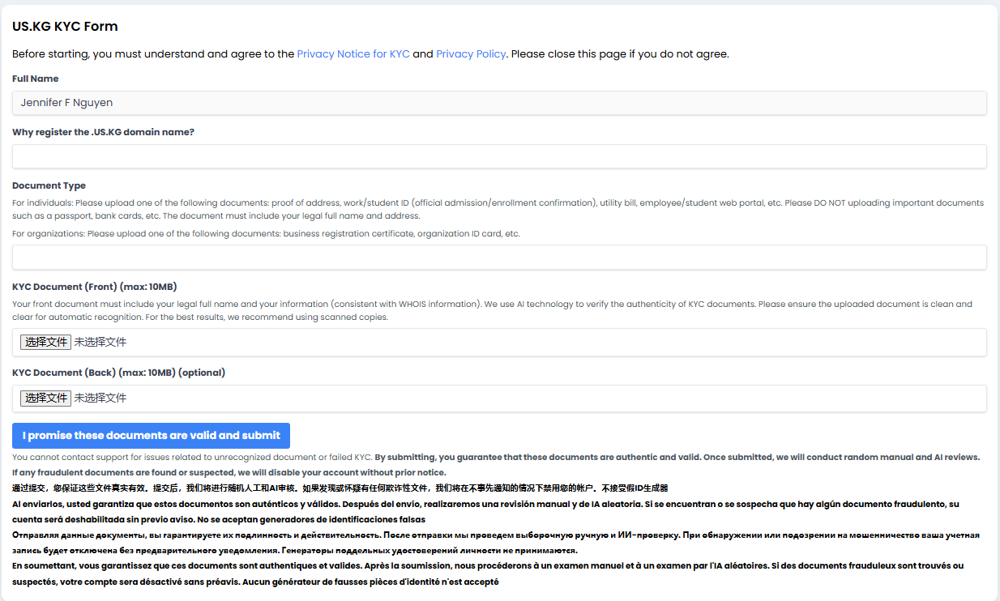 US.KG KYC Form
Before starting, you must understand and agree to the Privacy Notice for KYC and Privacy Policy. Please close this page if you do not agree.
Full Name
Jennifer F Nguyen
Why register the .US.KG domain name?
Document Type
For individuals: Please upload one of the following documents: proof of address, work/student ID (official admission/enrollment confirmation), utility bill, employee/student web portal, etc. Please DO NOT uploading important documents
such as a passport, bank cards, etc. The document must include your legal full name and address.
For organizations: Please upload one of the following documents: business registration certificate, organization ID card, etc.
KYC Document (Front) (max: 10MB)
Your front document must include your legal full name and your information (consistent with WHOIS information). We use AI technology to verify the authenticity of KYC documents. Please ensure the uploaded document is clean and
clear for automatic recognition. For the best results, we recommend using scanned copies.
选择文件 未选择文件
KYC Document (Back) (max: 10MB) (optional)
选择文件 未选择文件
I promise these documents are valid and submit
You cannot contact support for issues related to unrecognized document or failed KYC. By submitting, you guarantee that these documents are authentic and valid. Once submitted, we will conduct random manual and AI reviews.
If any fraudulent documents are found or suspected, we will disable your account without prior notice.
通过提交，您保证这些文件真实有效。提交后，我们将进行随机人工和AI审核。如果发现或怀疑有任何欺诈性文件，我们将在不事先通知的情况下禁用您的帐户。不接受假ID生成器
Al enviarlos, usted garantiza que estos documentos son auténticos y válidos. Después del envío, realizaremos una revisión manual y de IA aleatoria. Si se encuentran o se sospecha que hay algún documento fraudulento, su
cuenta será deshabilitada sin previo aviso. No se aceptan generadores de identificaciones falsas
Отправляя данные документы, вы гарантируете их подлинность и действительность. После отправки мы проведем выборочную ручную и ИИ-проверку. При обнаружении или подозрении на мошенничество ваша учетная
запись будет отключена без предварительного уведомления. Генераторы поддельных удостоверений личности не принимаются.
En soumettant, vous garantissez que ces documents sont authentiques et valides. Après la soumission, nous procéderons à un examen manuel et à un examen par l'IA aléatoires. Si des documents frauduleux sont trouvés ou
suspectés, votre compte sera désactivé sans préavis. Aucun générateur de fausses pièces d'identité n'est accepté